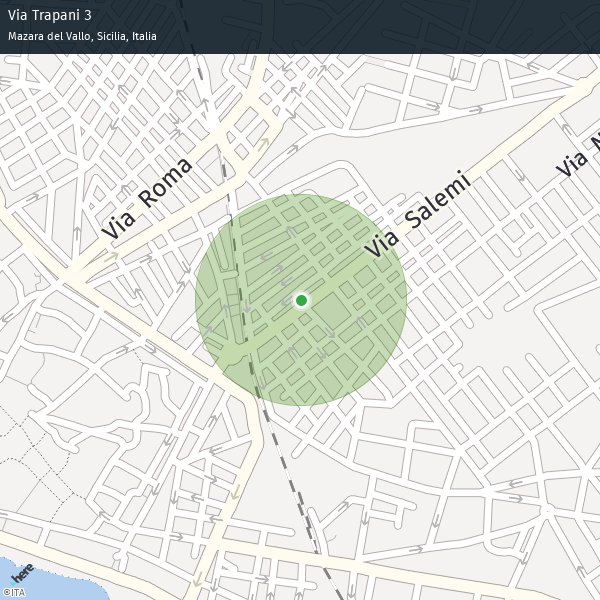 Via Trapani 3
Mazara del Vallo, Sicilia, Italia
Via Roma
Via Salemi
Via N
here
©ITA